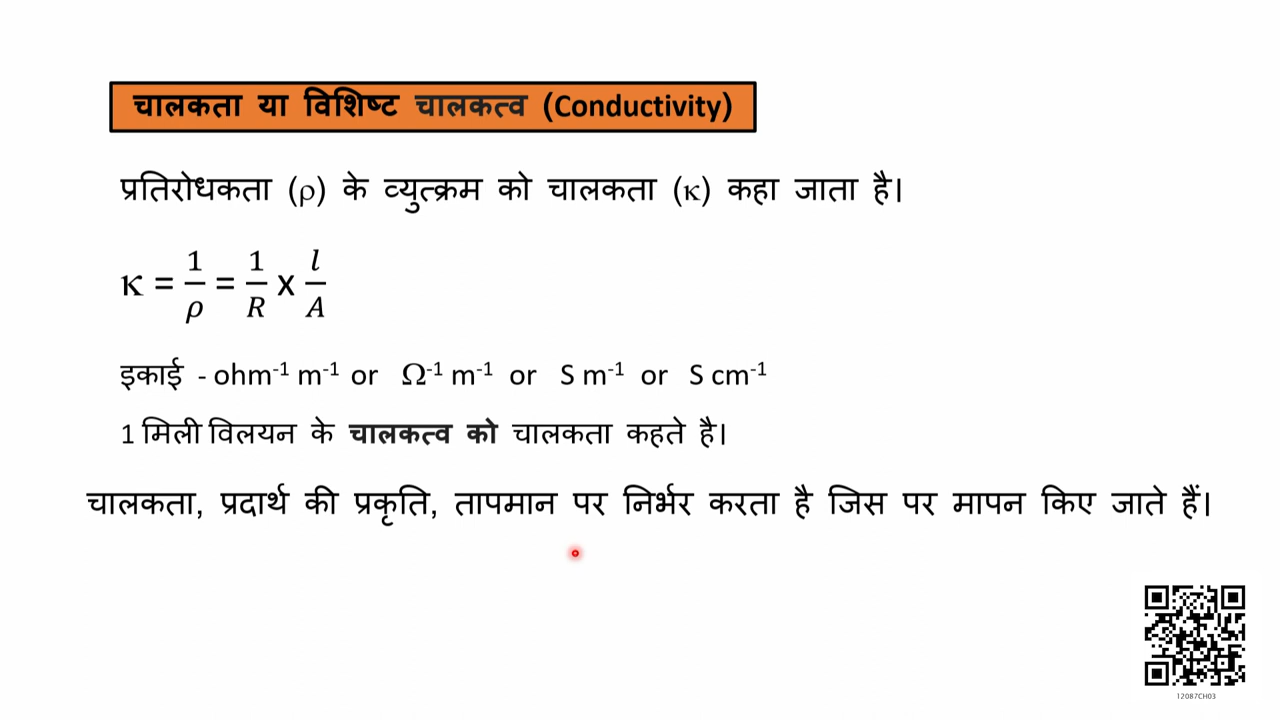 चालकता या विशिष्ट चालकत्व (Conductivity)
प्रतिरोधकता (ρ) के व्युत्क्रम को चालकता (κ) कहा जाता है।
κ = 1/ρ = 1/R x l/A
इकाई - ohm⁻¹ m⁻¹ or Ω⁻¹ m⁻¹ or S m⁻¹ or S cm⁻¹
1 मिली विलयन के चालकत्व को चालकता कहते है।
चालकता, प्रदार्थ की प्रकृति, तापमान पर निर्भर करता है जिस पर मापन किए जाते हैं।
12087CH03